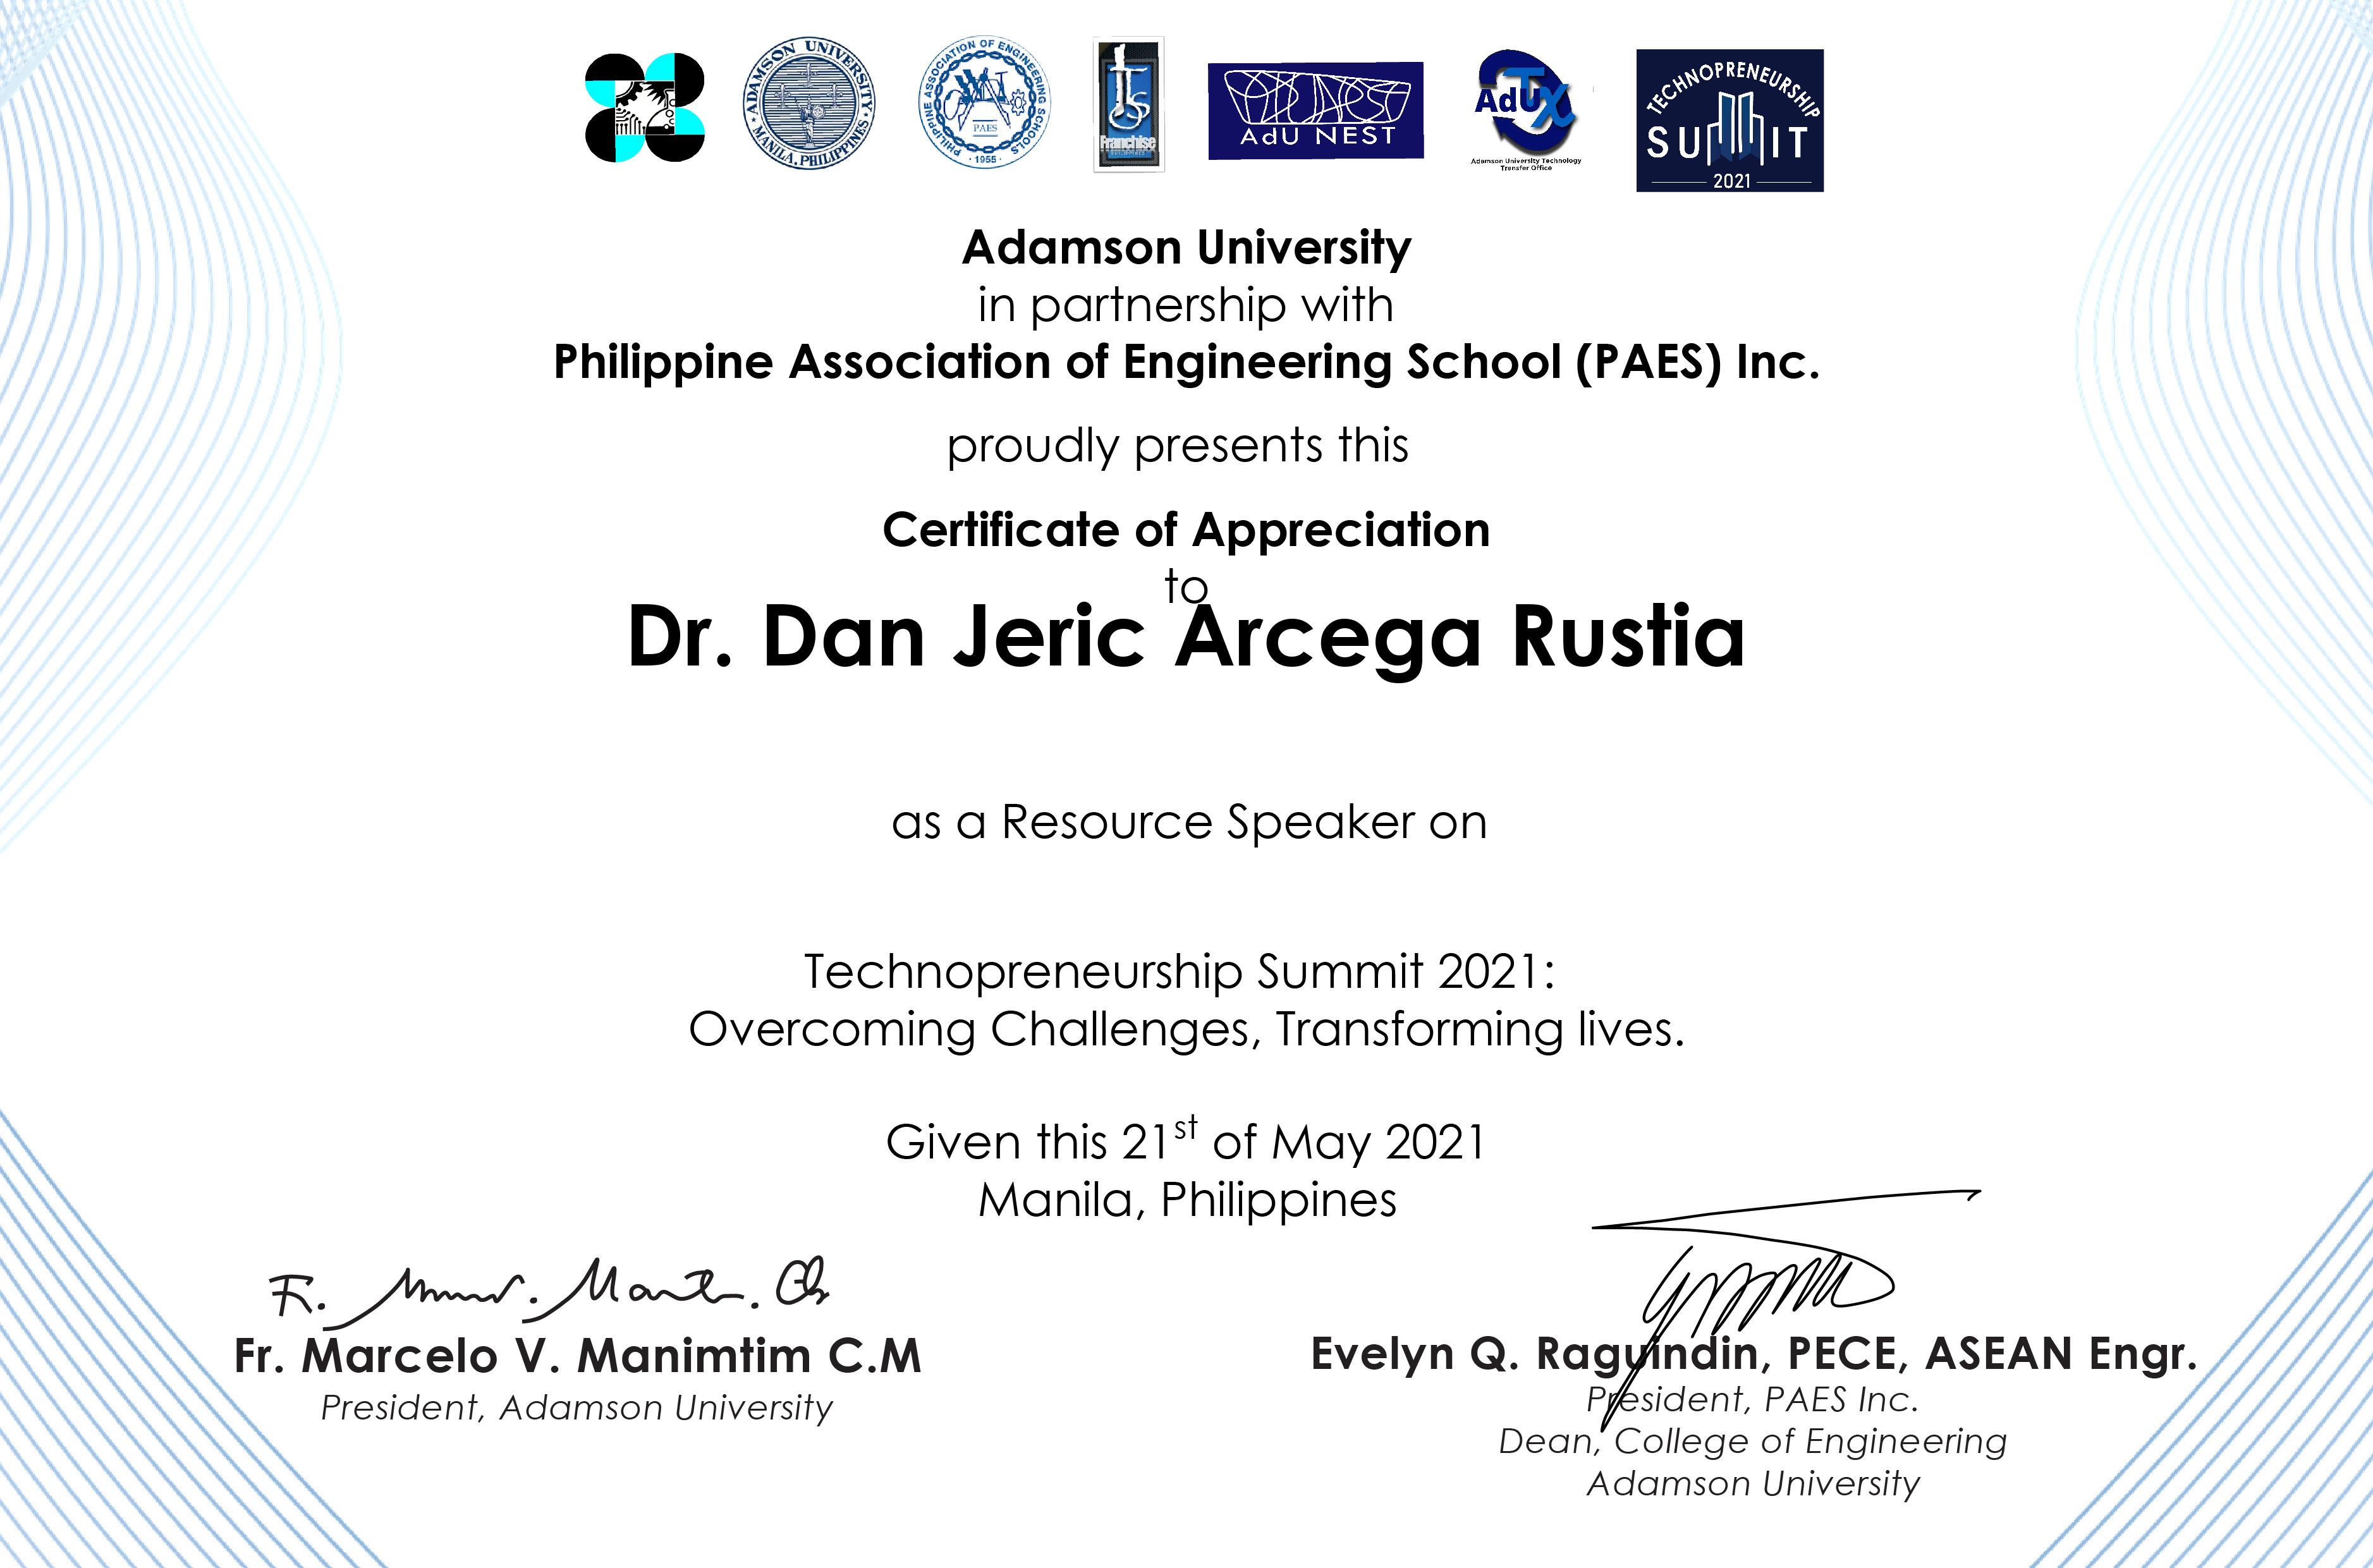 ADAMSON UNIVERSITY
MANILA, PHILIPPINES
PHILIPPINE ASSOCIATION OF ENGINEERING SCHOOLS
PAES
1955
Franchise
AdU NEST
AdUTX
Adamson University Technology
Transfer Office
TECHNOPRENEURSHIP
SUMMIT
2021
Adamson University
in partnership with
Philippine Association of Engineering School (PAES) Inc.
proudly presents this
Certificate of Appreciation
to
Dr. Dan Jeric Arcega Rustia
as a Resource Speaker on
Technopreneurship Summit 2021:
Overcoming Challenges, Transforming lives.
Given this 21st of May 2021
Manila, Philippines
Fr. Marcelo V. Manimtim C.M
President, Adamson University
Evelyn Q. Raguindin, PECE, ASEAN Engr.
President, PAES Inc.
Dean, College of Engineering
Adamson University